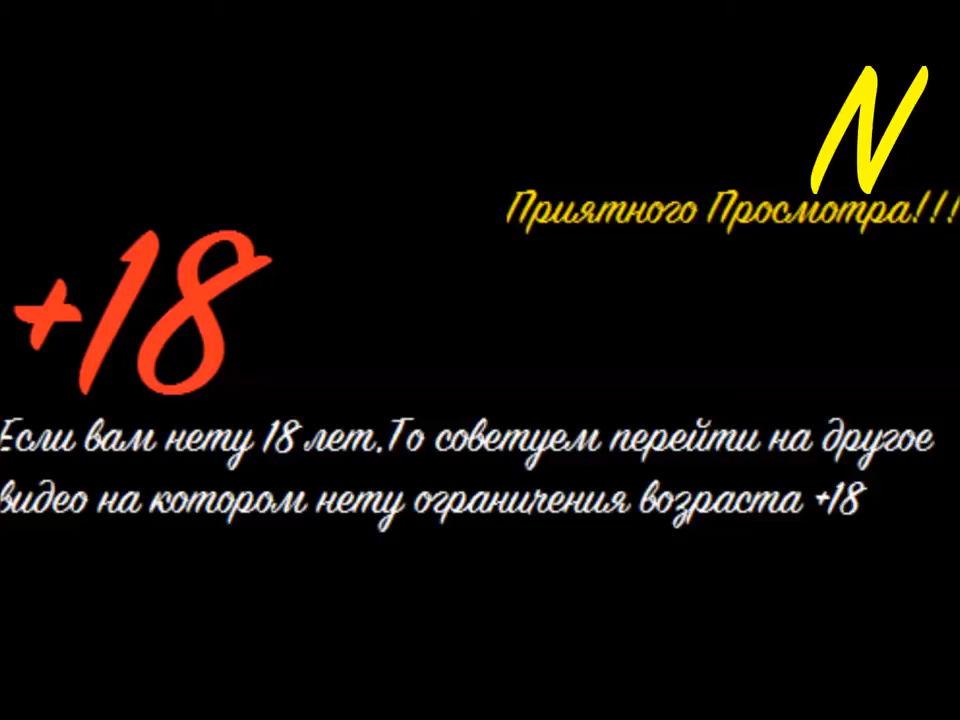 N
Приятного Просмотра!!!
+18
Если вам нету 18 лет.То советуем перейти на другое
видео на котором нету ограничения возраста +18